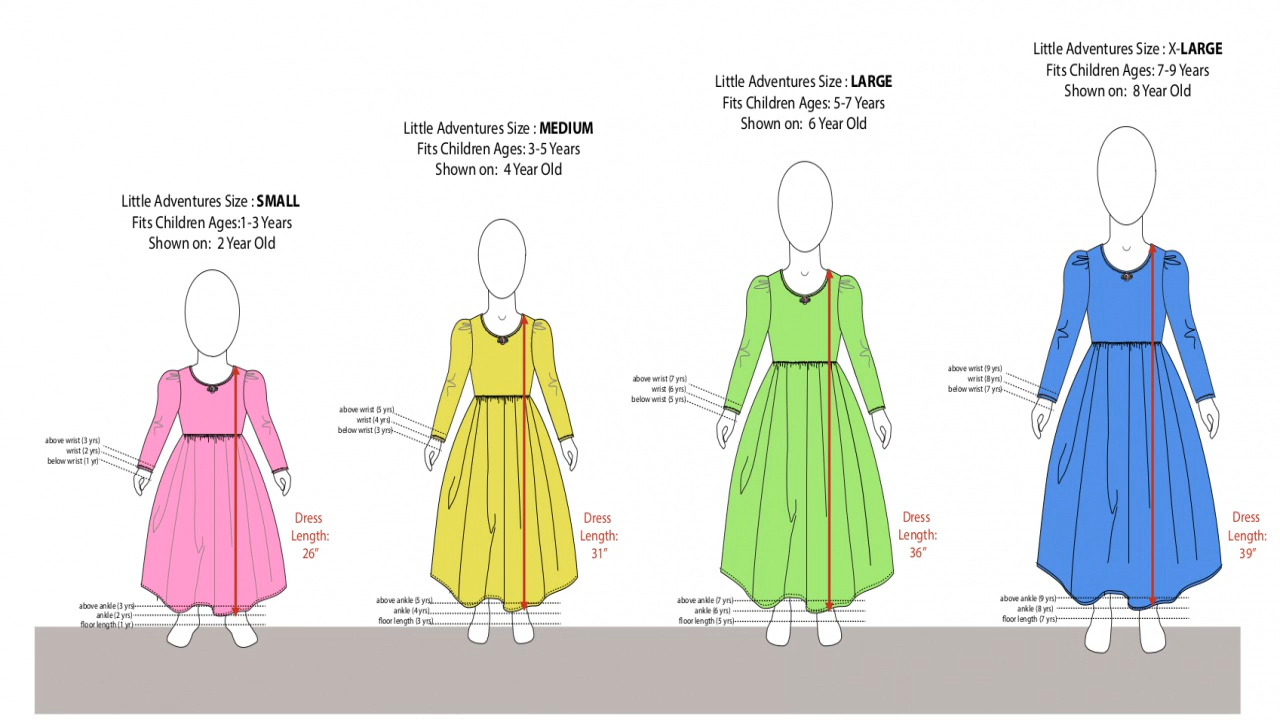 Little Adventures Size : SMALL
Fits Children Ages:1-3 Years
Shown on:  2 Year Old
above wrist (3 yrs)
wrist (2 yrs)
below wrist (1 yr)
Dress
Length:
26”
above ankle (3 yrs)
ankle (2 yrs)
floor length (1 yr)
Little Adventures Size : MEDIUM
Fits Children Ages: 3-5 Years
Shown on:  4 Year Old
above wrist (5 yrs)
wrist (4 yrs)
below wrist (3 yrs)
Dress
Length:
31”
above ankle (5 yrs)
ankle (4 yrs)
floor length (3 yrs)
Little Adventures Size : LARGE
Fits Children Ages: 5-7 Years
Shown on:  6 Year Old
above wrist (7 yrs)
wrist (6 yrs)
below wrist (5 yrs)
Dress
Length:
36”
above ankle (7 yrs)
ankle (6 yrs)
floor length (5 yrs)
Little Adventures Size : X-LARGE
Fits Children Ages: 7-9 Years
Shown on:  8 Year Old
above wrist (9 yrs)
wrist (8 yrs)
below wrist (7 yrs)
Dress
Length:
39”
above ankle (9 yrs)
ankle (8 yrs)
floor length (7 yrs)